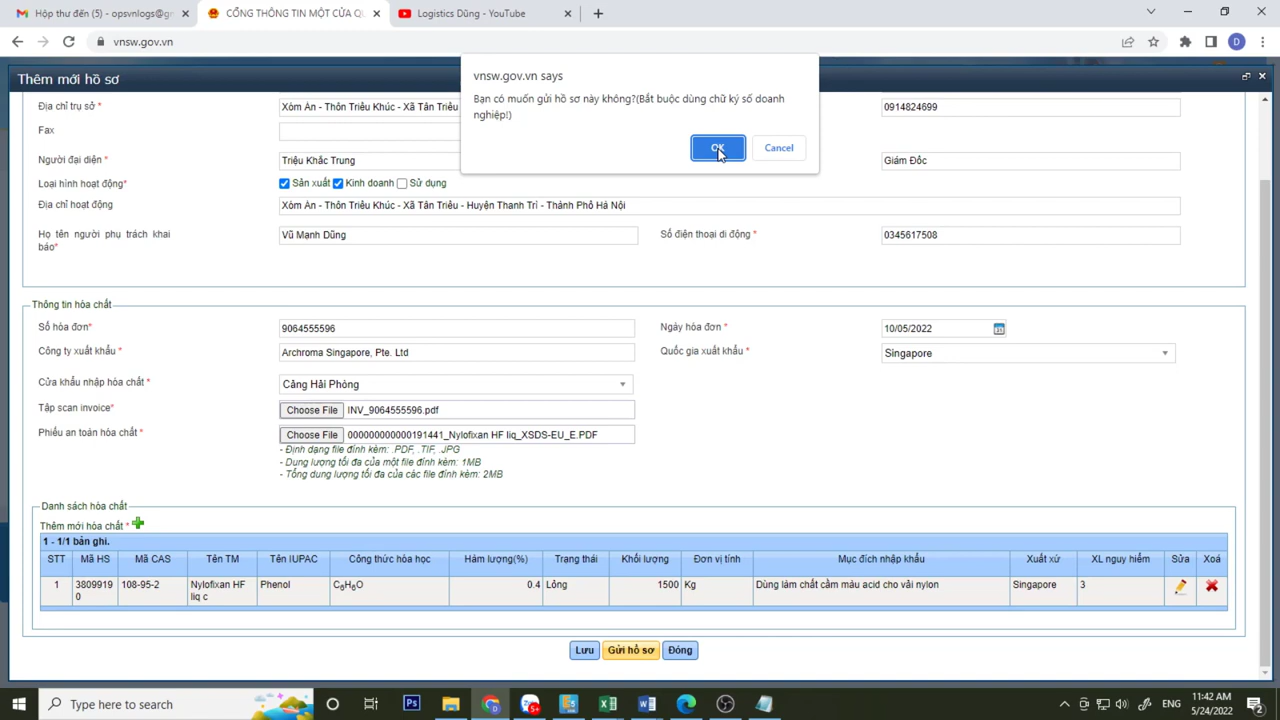 Hộp thư đến (5) - opsvnlogs@gm
CỔNG THÔNG TIN MỘT CỬA QU
Logistics Dũng - YouTube
vnsw.gov.vn
D
Thêm mới hồ sơ
vnsw.gov.vn says
Bạn có muốn gửi hồ sơ này không?(Bắt buộc dùng chữ ký số doanh
nghiệp!)
OK
Cancel
Địa chỉ trụ sở *
Xóm Án - Thôn Triều Khúc - Xã Tân Triều
0914824699
Fax
Người đại diện *
Triệu Khắc Trung
Giám Đốc
Loại hình hoạt động*
Sản xuất Kinh doanh Sử dụng
Địa chỉ hoạt động
Xóm Án - Thôn Triều Khúc - Xã Tân Triều - Huyện Thanh Trì - Thành Phố Hà Nội
Họ tên người phụ trách khai
báo*
Vũ Mạnh Dũng
Số điện thoại di động *
0345617508
Thông tin hóa chất
Số hóa đơn*
9064555596
Ngày hóa đơn *
10/05/2022
Công ty xuất khẩu *
Archroma Singapore, Pte. Ltd
Quốc gia xuất khẩu *
Singapore
Cửa khẩu nhập hóa chất *
Cảng Hải Phòng
Tập scan invoice*
Choose File INV_9064555596.pdf
Phiếu an toàn hóa chất *
Choose File 000000000000191441_Nylofixan HF liq_XSDS-EU_E.PDF
- Định dạng file đính kèm: .PDF, .TIF, .JPG
- Dung lượng tối đa của một file đính kèm: 1MB
- Tổng dung lượng tối đa của các file đính kèm: 2MB
Danh sách hòa chất
Thêm mới hóa chất *
1 - 1/1 bản ghi.
STT Mã HS Mã CAS Tên TM Tên IUPAC Công thức hóa học Hàm lượng(%) Trạng thái Khối lượng Đơn vị tính Mục đích nhập khẩu Xuất xứ XL nguy hiểm Sửa Xoá
1 3809919 108-95-2 Nylofixan HF Phenol C₆H₆O 0.4 Lỏng 1500 Kg Dùng làm chất cầm màu acid cho vải nylon Singapore 3
0 liq c
Lưu Gửi hồ sơ Đóng
Type here to search
Ps
11:42 AM
5/24/2022
2